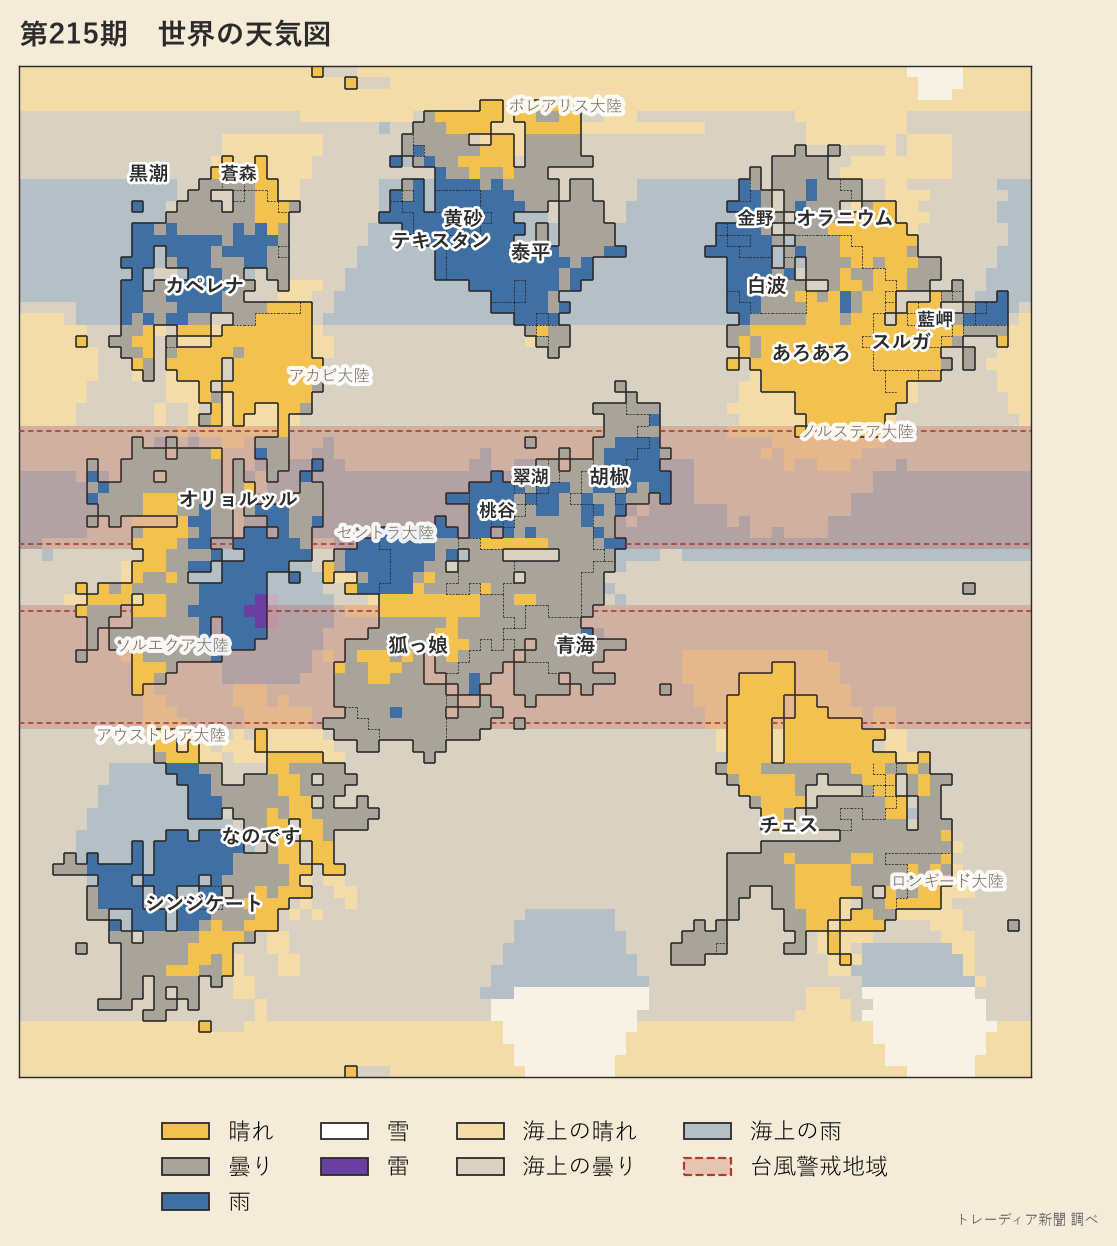 第215期　世界の天気図
ボレアリス大陸
黒潮
蒼森
黄砂
テキスタン
泰平
金野
オラニウム
カペレナ
白波
藍岬
スルガ
あろあろ
アカピ大陸
ノルステア大陸
翠湖
胡椒
桃谷
オリョルッル
セントラ大陸
ソルエクア大陸
狐っ娘
青海
アウストレア大陸
チェス
なのです
ロンギード大陸
シンジケート
晴れ
雪
海上の晴れ
海上の雨
曇り
雷
海上の曇り
台風警戒地域
雨
トレーディア新聞 調べ